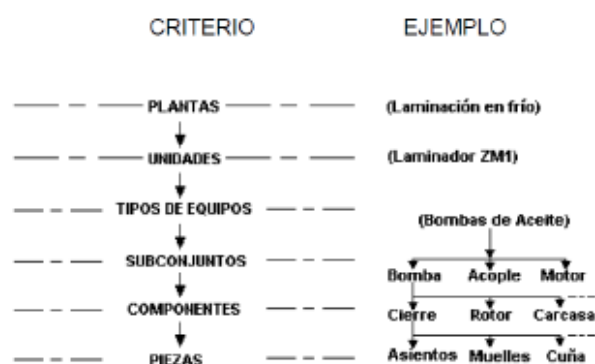 CRITERIO EJEMPLO
PLANTAS (Laminación en frío)
UNIDADES (Laminador ZM1)
TIPOS DE EQUIPOS
(Bombas de Aceite)
SUBCONJUNTOS
Bomba Acople Motor
COMPONENTES
Cierre Rotor Carcasa
PIEZAS
Asientos Muelles Cuña